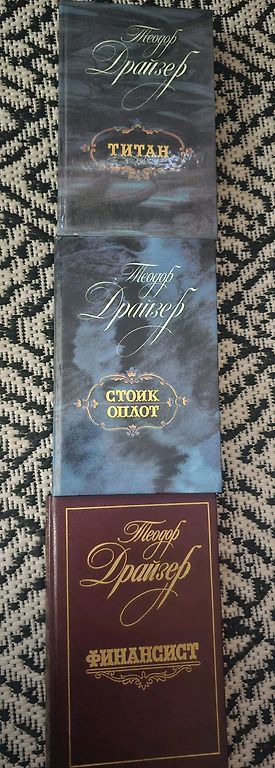 Теодор
Драйзер
ТИТАН
Теодор
Драйзер
СТОИК
ОПЛОТ
Теодор
Драйзер
ФИНАНСИСТ